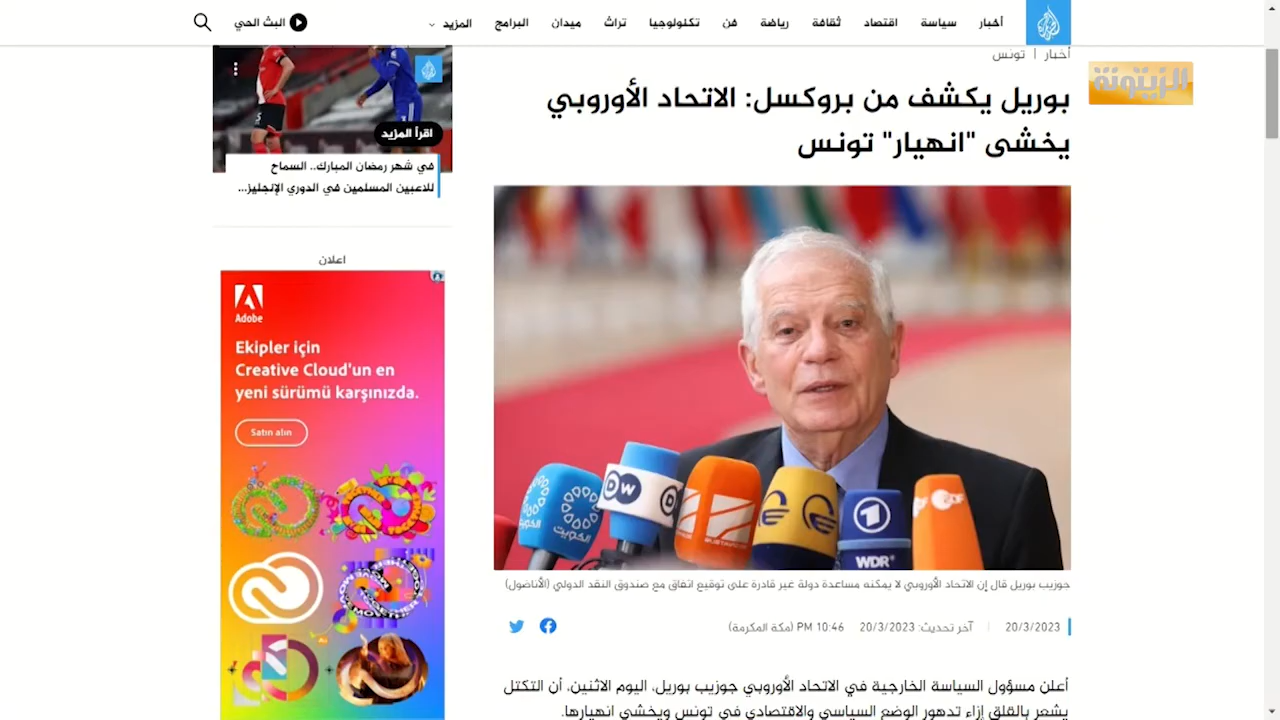 أخبار
سياسة
اقتصاد
ثقافة
رياضة
فن
تكنولوجيا
تراث
ميدان
البرامج
المزيد
البث الحي
أخبار | تونس
الزيتونة
بوريل يكشف من بروكسل: الاتحاد الأوروبي
يخشى "انهيار" تونس
الكويت
DW
RUSTAVI 2
1
WDR
ZDF
جوزيب بوريل قال إن الاتحاد الأوروبي لا يمكنه مساعدة دولة غير قادرة على توقيع اتفاق مع صندوق النقد الدولي (الأناضول)
20/3/2023 | آخر تحديث: 20/3/2023 10:46 PM (مكة المكرمة)
أعلن مسؤول السياسة الخارجية في الاتحاد الأوروبي جوزيب بوريل، اليوم الاثنين، أن التكتل
يشعر بالقلق إزاء تدهور الوضع السياسي والاقتصادي في تونس ويخشى انهيارها.
اقرأ المزيد
في شهر رمضان المبارك.. السماح
للاعبين المسلمين في الدوري الإنجليز...
اعلان
Adobe
Ekipler için
Creative Cloud'un en
yeni sürümü karşınızda.
Satın alın